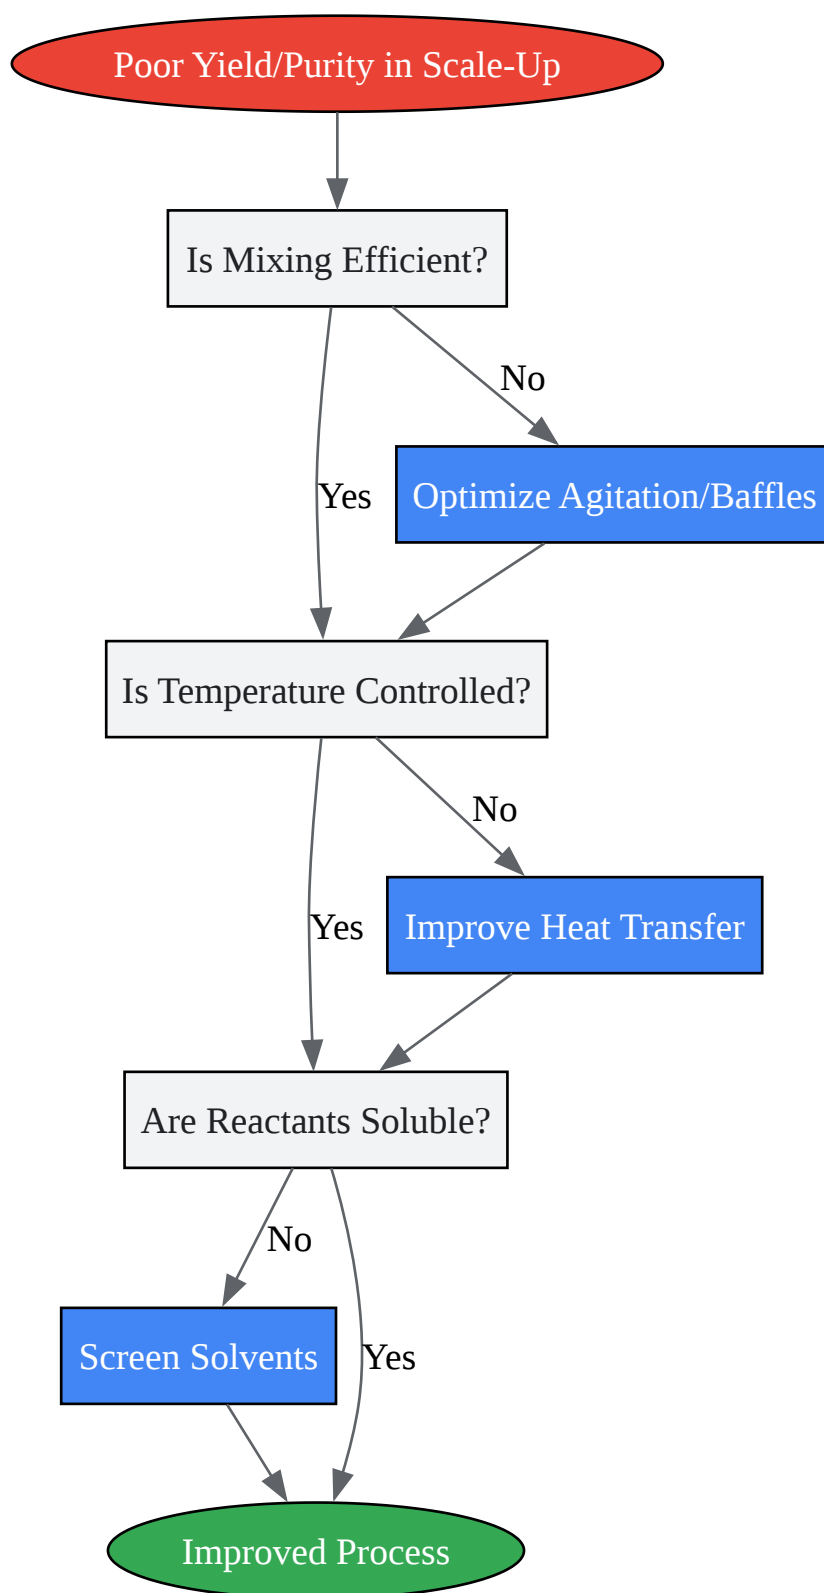 Poor Yield/Purity in Scale-Up
Is Mixing Efficient?
No
Yes
Optimize Agitation/Baffles
Is Temperature Controlled?
No
Yes
Improve Heat Transfer
Are Reactants Soluble?
No
Screen Solvents
Yes
Improved Process